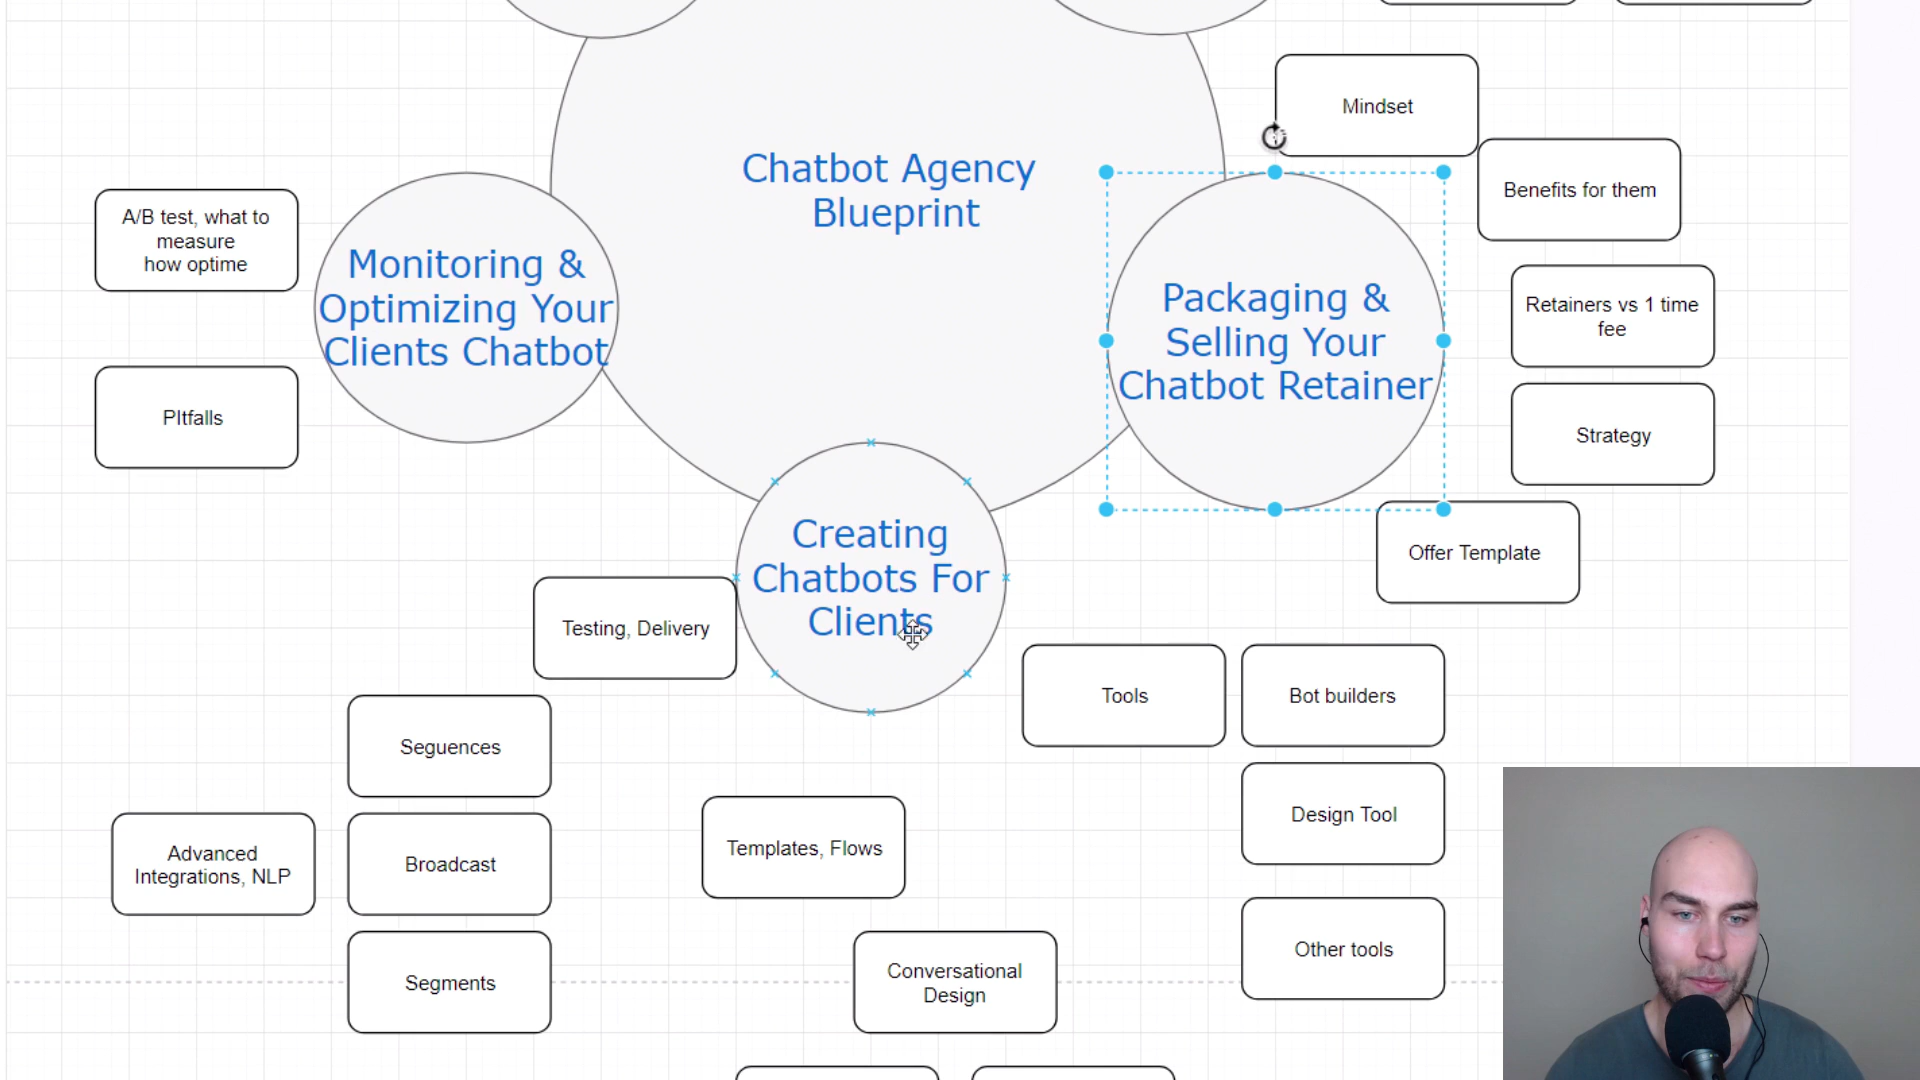 Mindset
Chatbot Agency
Blueprint
Benefits for them
A/B test, what to
measure
how optime
Monitoring &
Optimizing Your
Clients Chatbot
Packaging &
Selling Your
Chatbot Retainer
Retainers vs 1 time
fee
PItfalls
Strategy
Creating
Chatbots For
Clients
Offer Template
Testing, Delivery
Tools
Bot builders
Seguences
Design Tool
Templates, Flows
Advanced
Integrations, NLP
Broadcast
Other tools
Conversational
Design
Segments